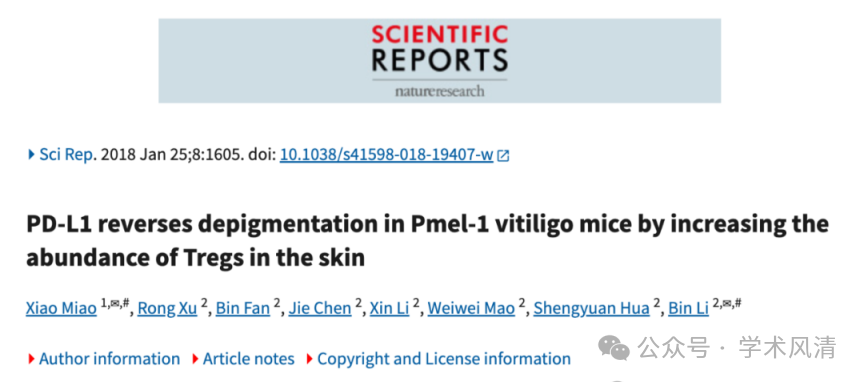 SCIENTIFIC
REPORTS
natureresearch
Sci Rep. 2018 Jan 25;8:1605. doi: 10.1038/s41598-018-19407-w
PD-L1 reverses depigmentation in Pmel-1 vitiligo mice by increasing the
abundance of Tregs in the skin
Xiao Miao 1,✉,#, Rong Xu 2, Bin Fan 2, Jie Chen 2, Xin Li 2, Weiwei Mao 2, Shengyuan Hua 2, Bin Li 2,✉,#
Author information Article notes Copyright and License information
公众号 · 学术风清